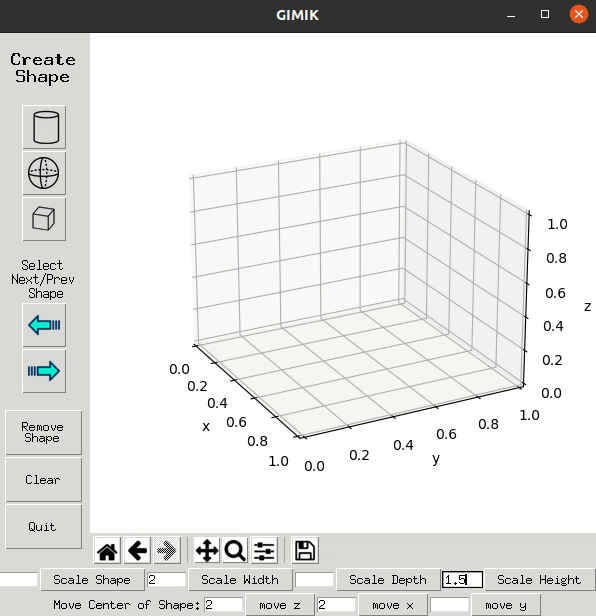 GIMIK
Create
Shape
Select
Next/Prev
Shape
Remove
Shape
Clear
Quit
1.0
0.8
0.6
0.4
0.2
0.0
z
0.0
0.2
0.4
0.6
0.8
1.0
x
0.0
0.2
0.4
0.6
0.8
1.0
y
Scale Shape 2 Scale Width Scale Depth 1.5 Scale Height
Move Center of Shape: 2 move z 2 move x move y